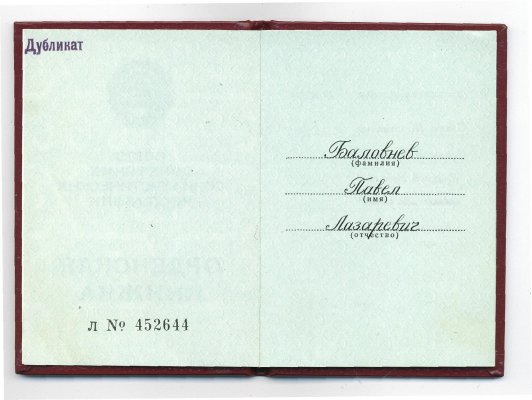 Дубликат
Л № 452644
Баловнев
(фамилия)
Павел
(имя)
Лазаревич
(отчество)